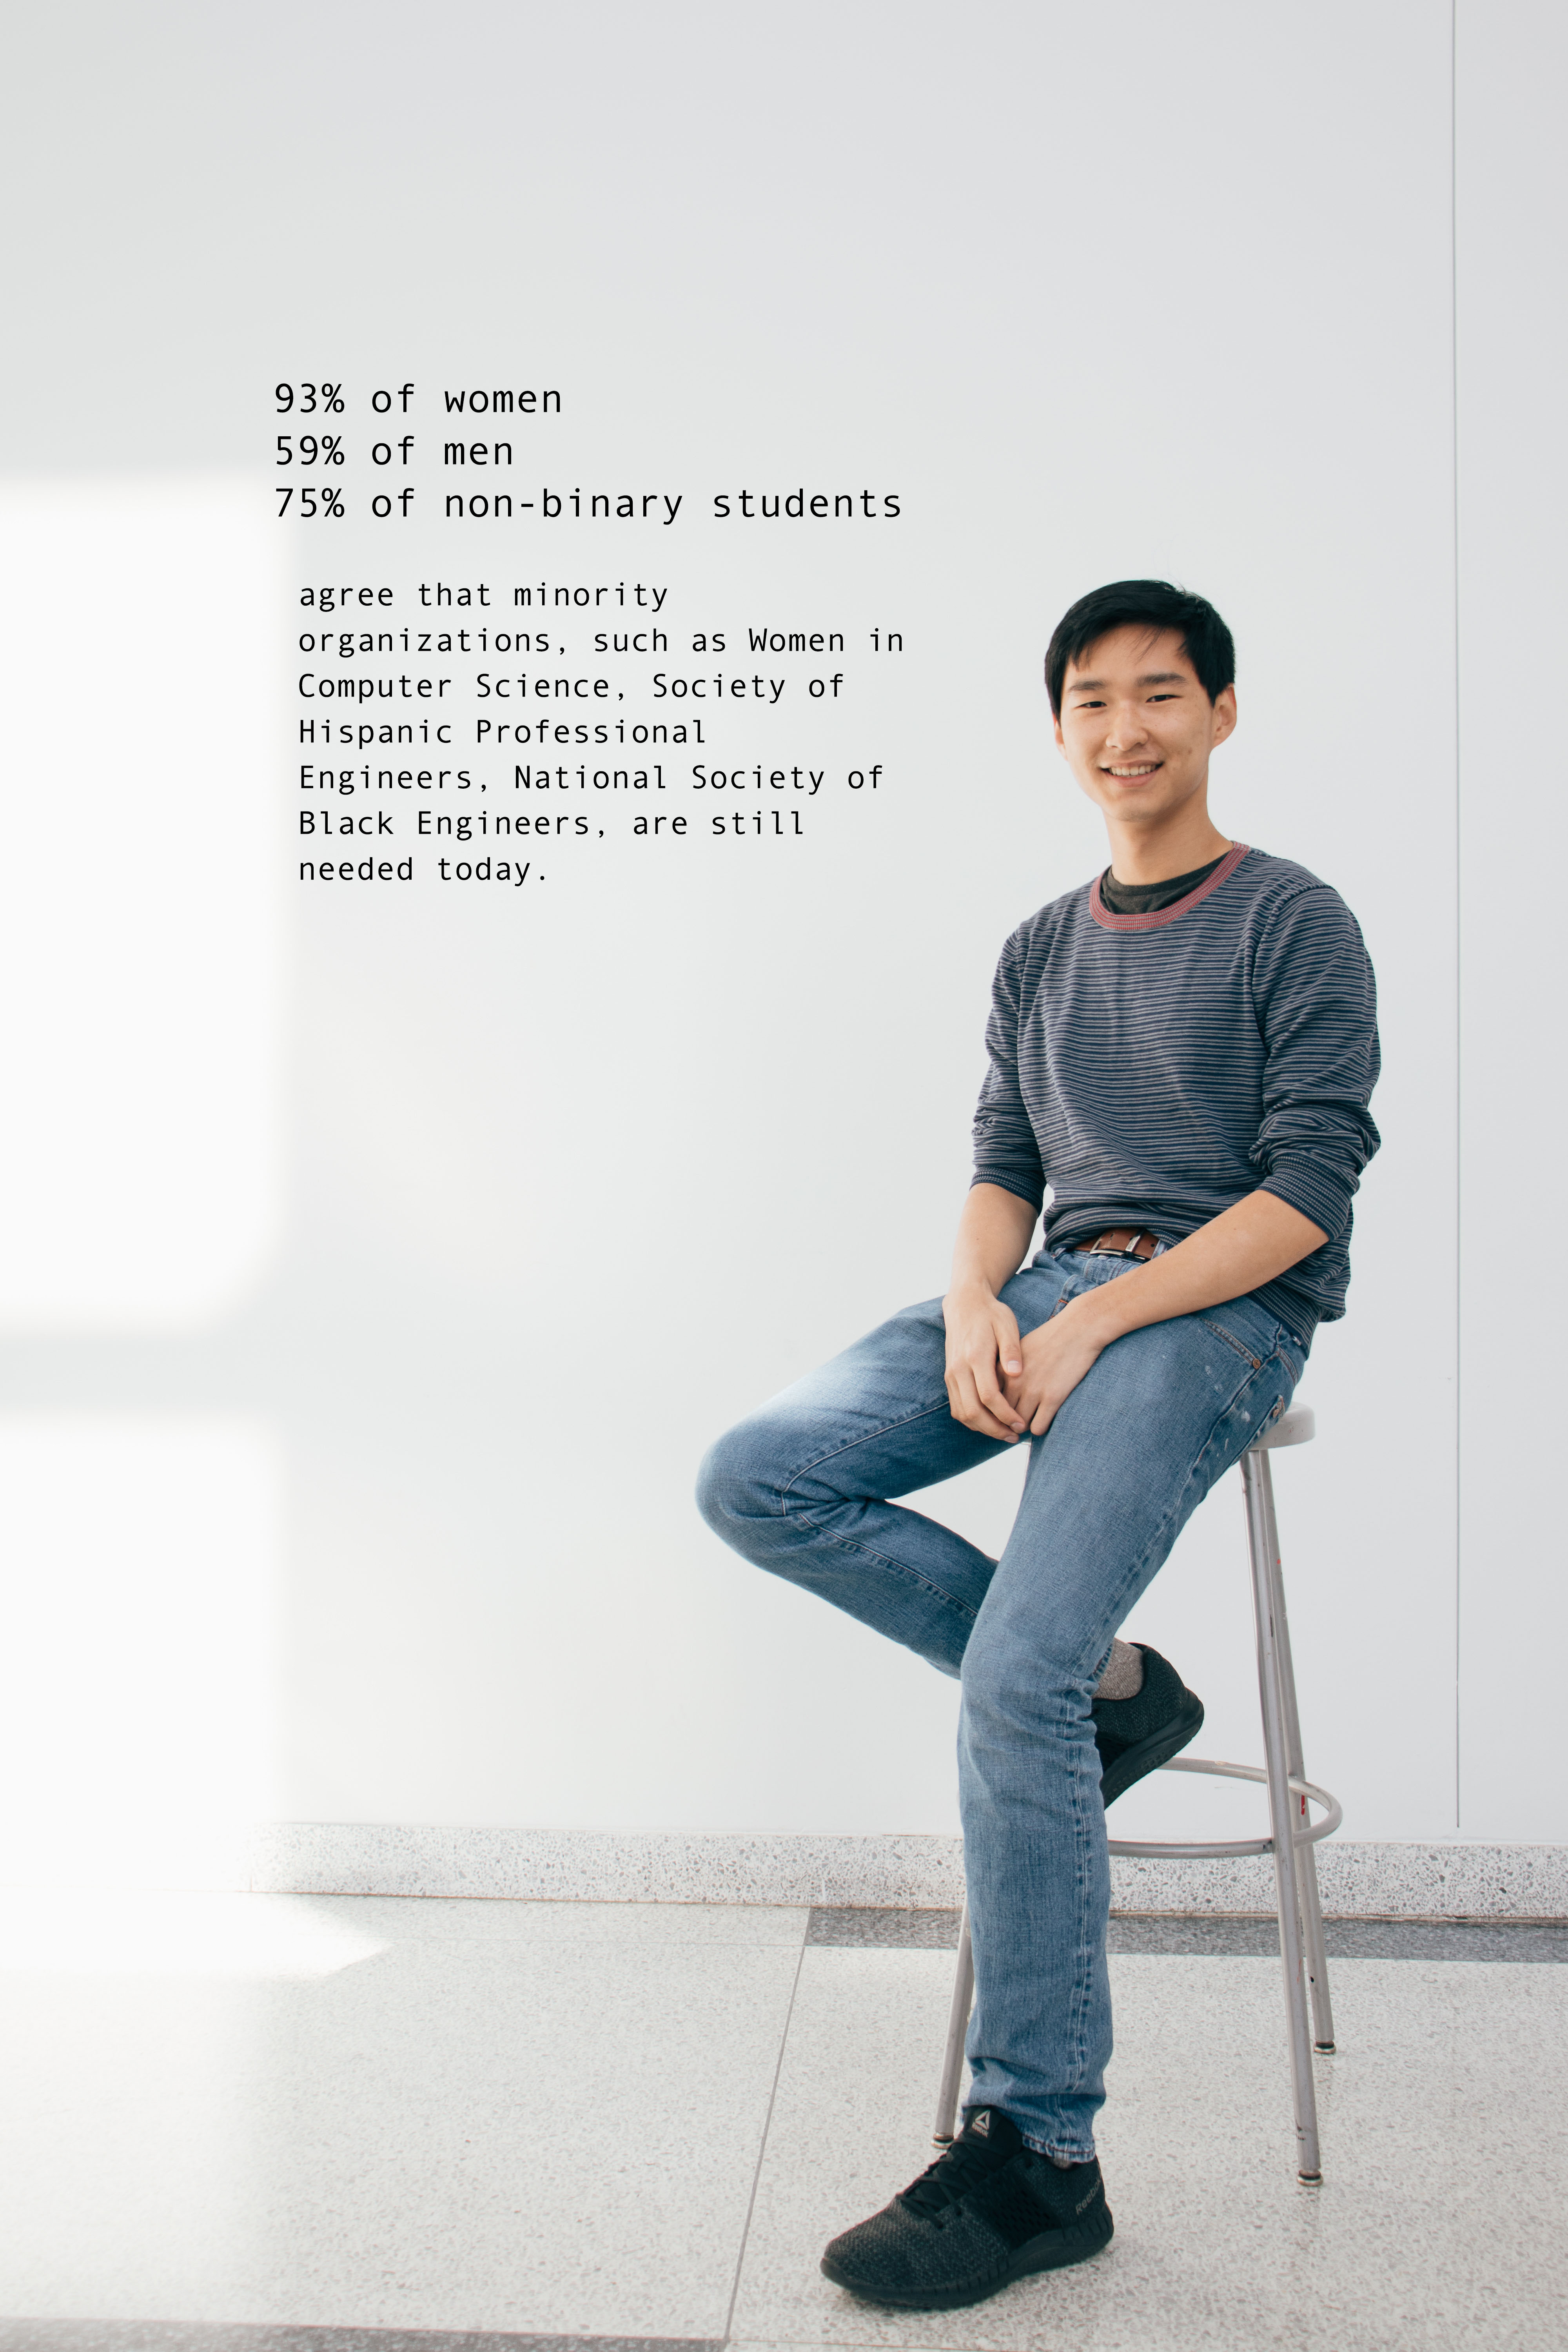 93% of women
59% of men
75% of non-binary students
agree that minority
organizations, such as Women in
Computer Science, Society of
Hispanic Professional
Engineers, National Society of
Black Engineers, are still
needed today.
Reebok